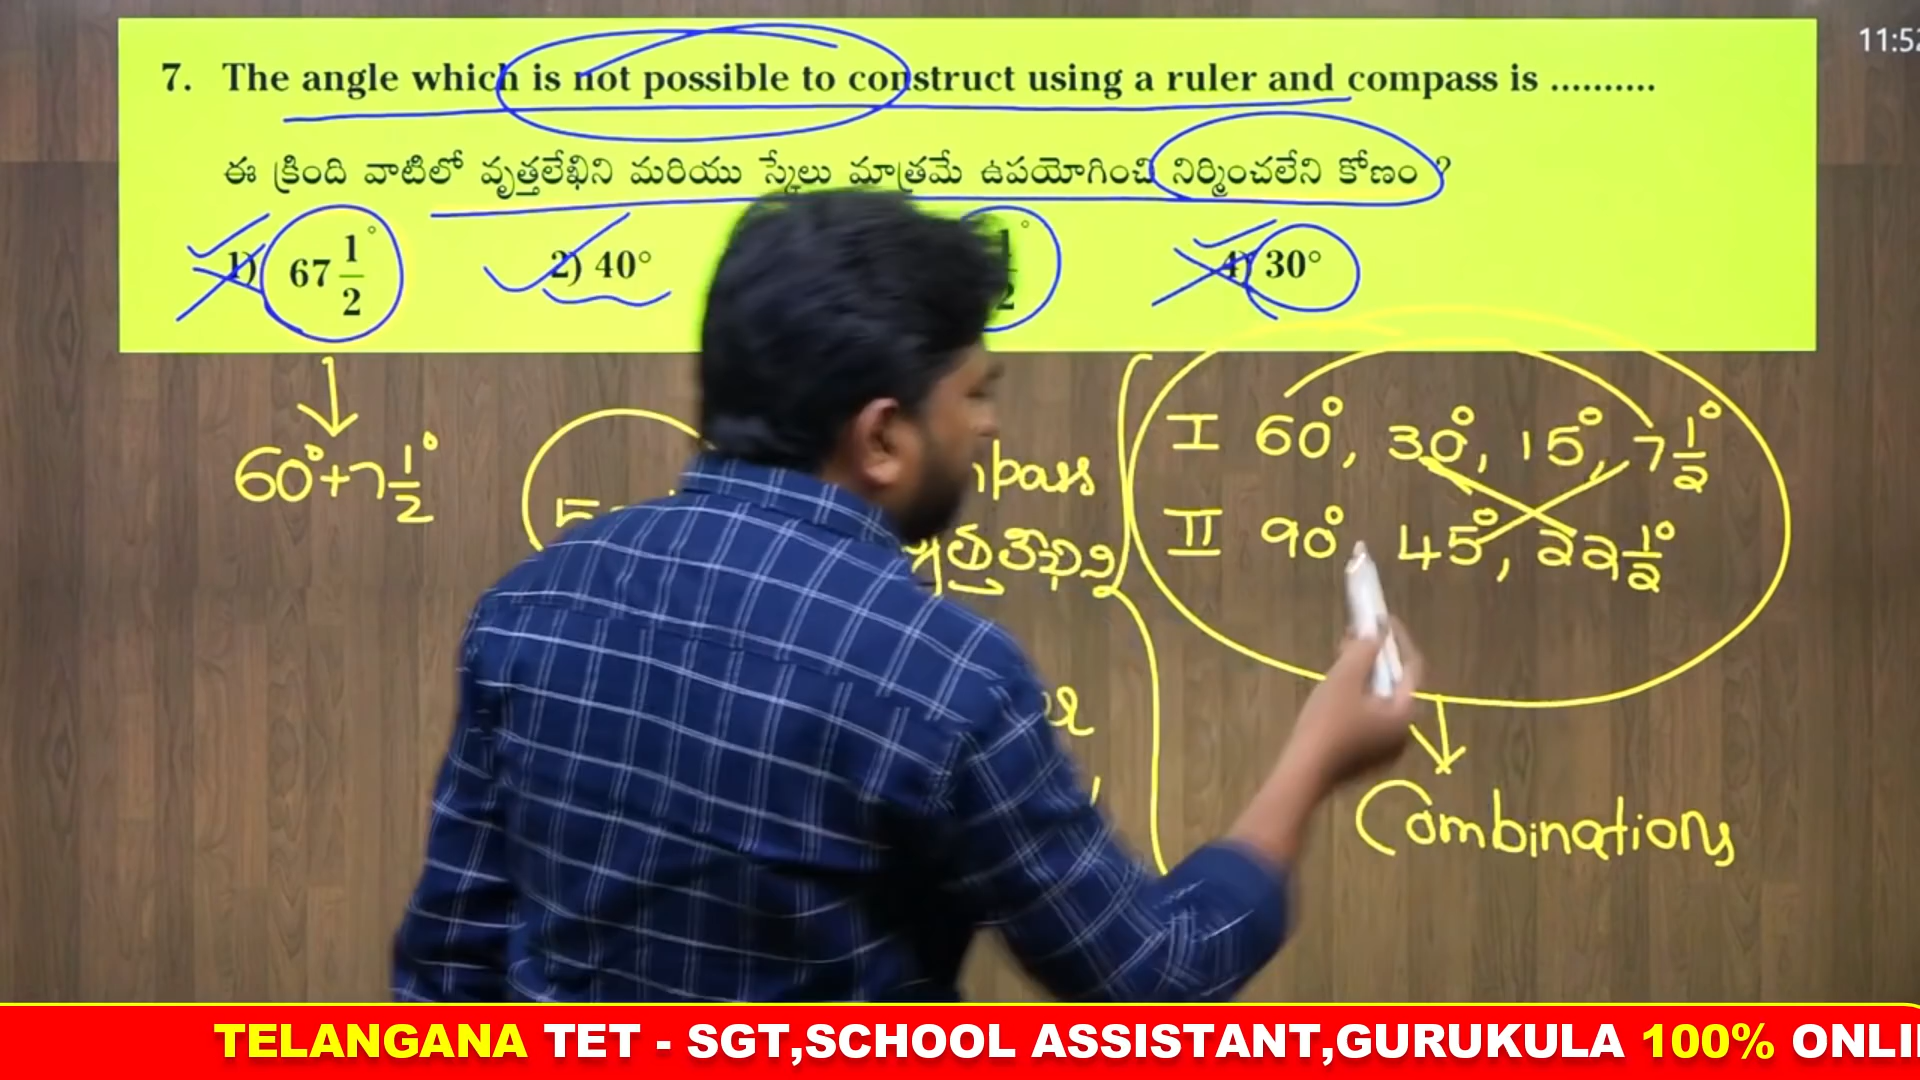 11:52
7. The angle which is not possible to construct using a ruler and compass is ..........
ఈ క్రింది వాటిలో వృత్తలేఖిని మరియు స్కేలు మాత్రమే ఉపయోగించి నిర్మించలేని కోణం ?
1) 67 1/2° 2) 40° 4) 30°
I 60°, 30°, 15°, 7 1/2°
60° + 7 1/2°
II 90°, 45°, 22 1/2°
Combinations
TELANGANA TET - SGT,SCHOOL ASSISTANT,GURUKULA 100% ONLI